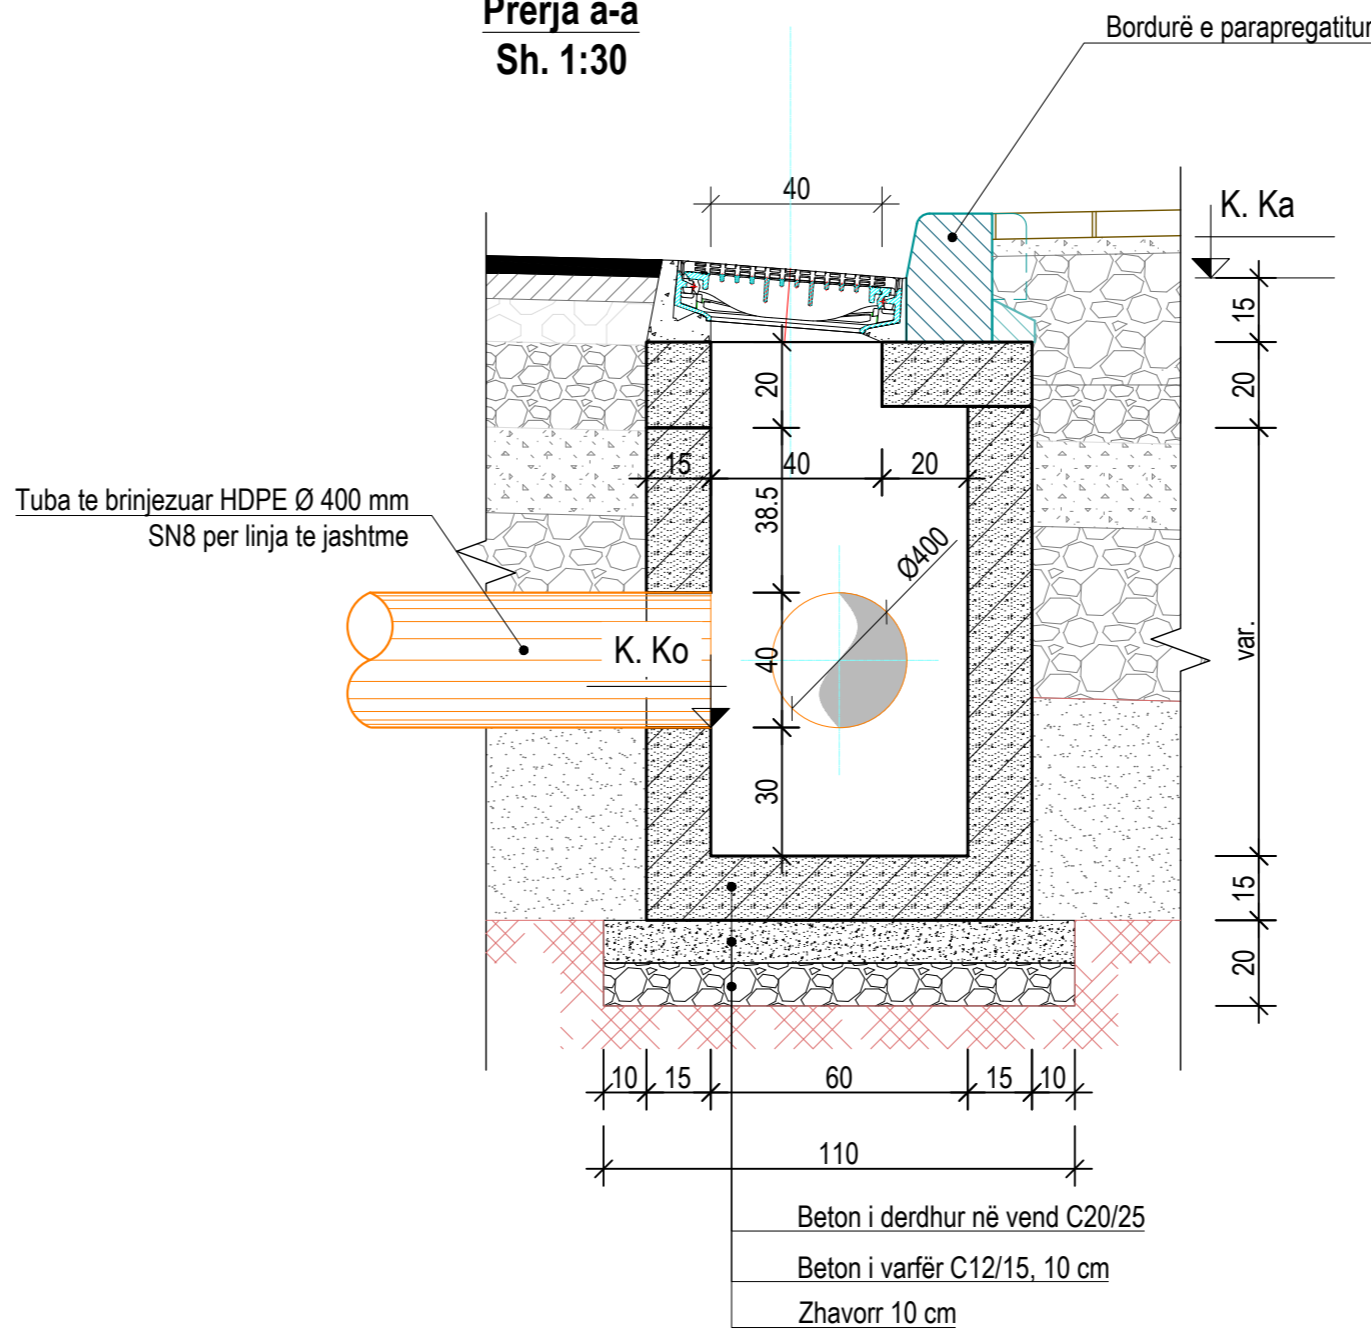 Prerja a-a
Sh. 1:30
Bordurë e parapregatitur
40
K. Ka
15
20
20
15 40 20
38.5
Tuba te brinjezuar HDPE Ø 400 mm
SN8 per linja te jashtme
Ø400
K. Ko
40
var.
30
15
20
10 15 60 15 10
110
Beton i derdhur në vend C20/25
Beton i varfër C12/15, 10 cm
Zhavorr 10 cm